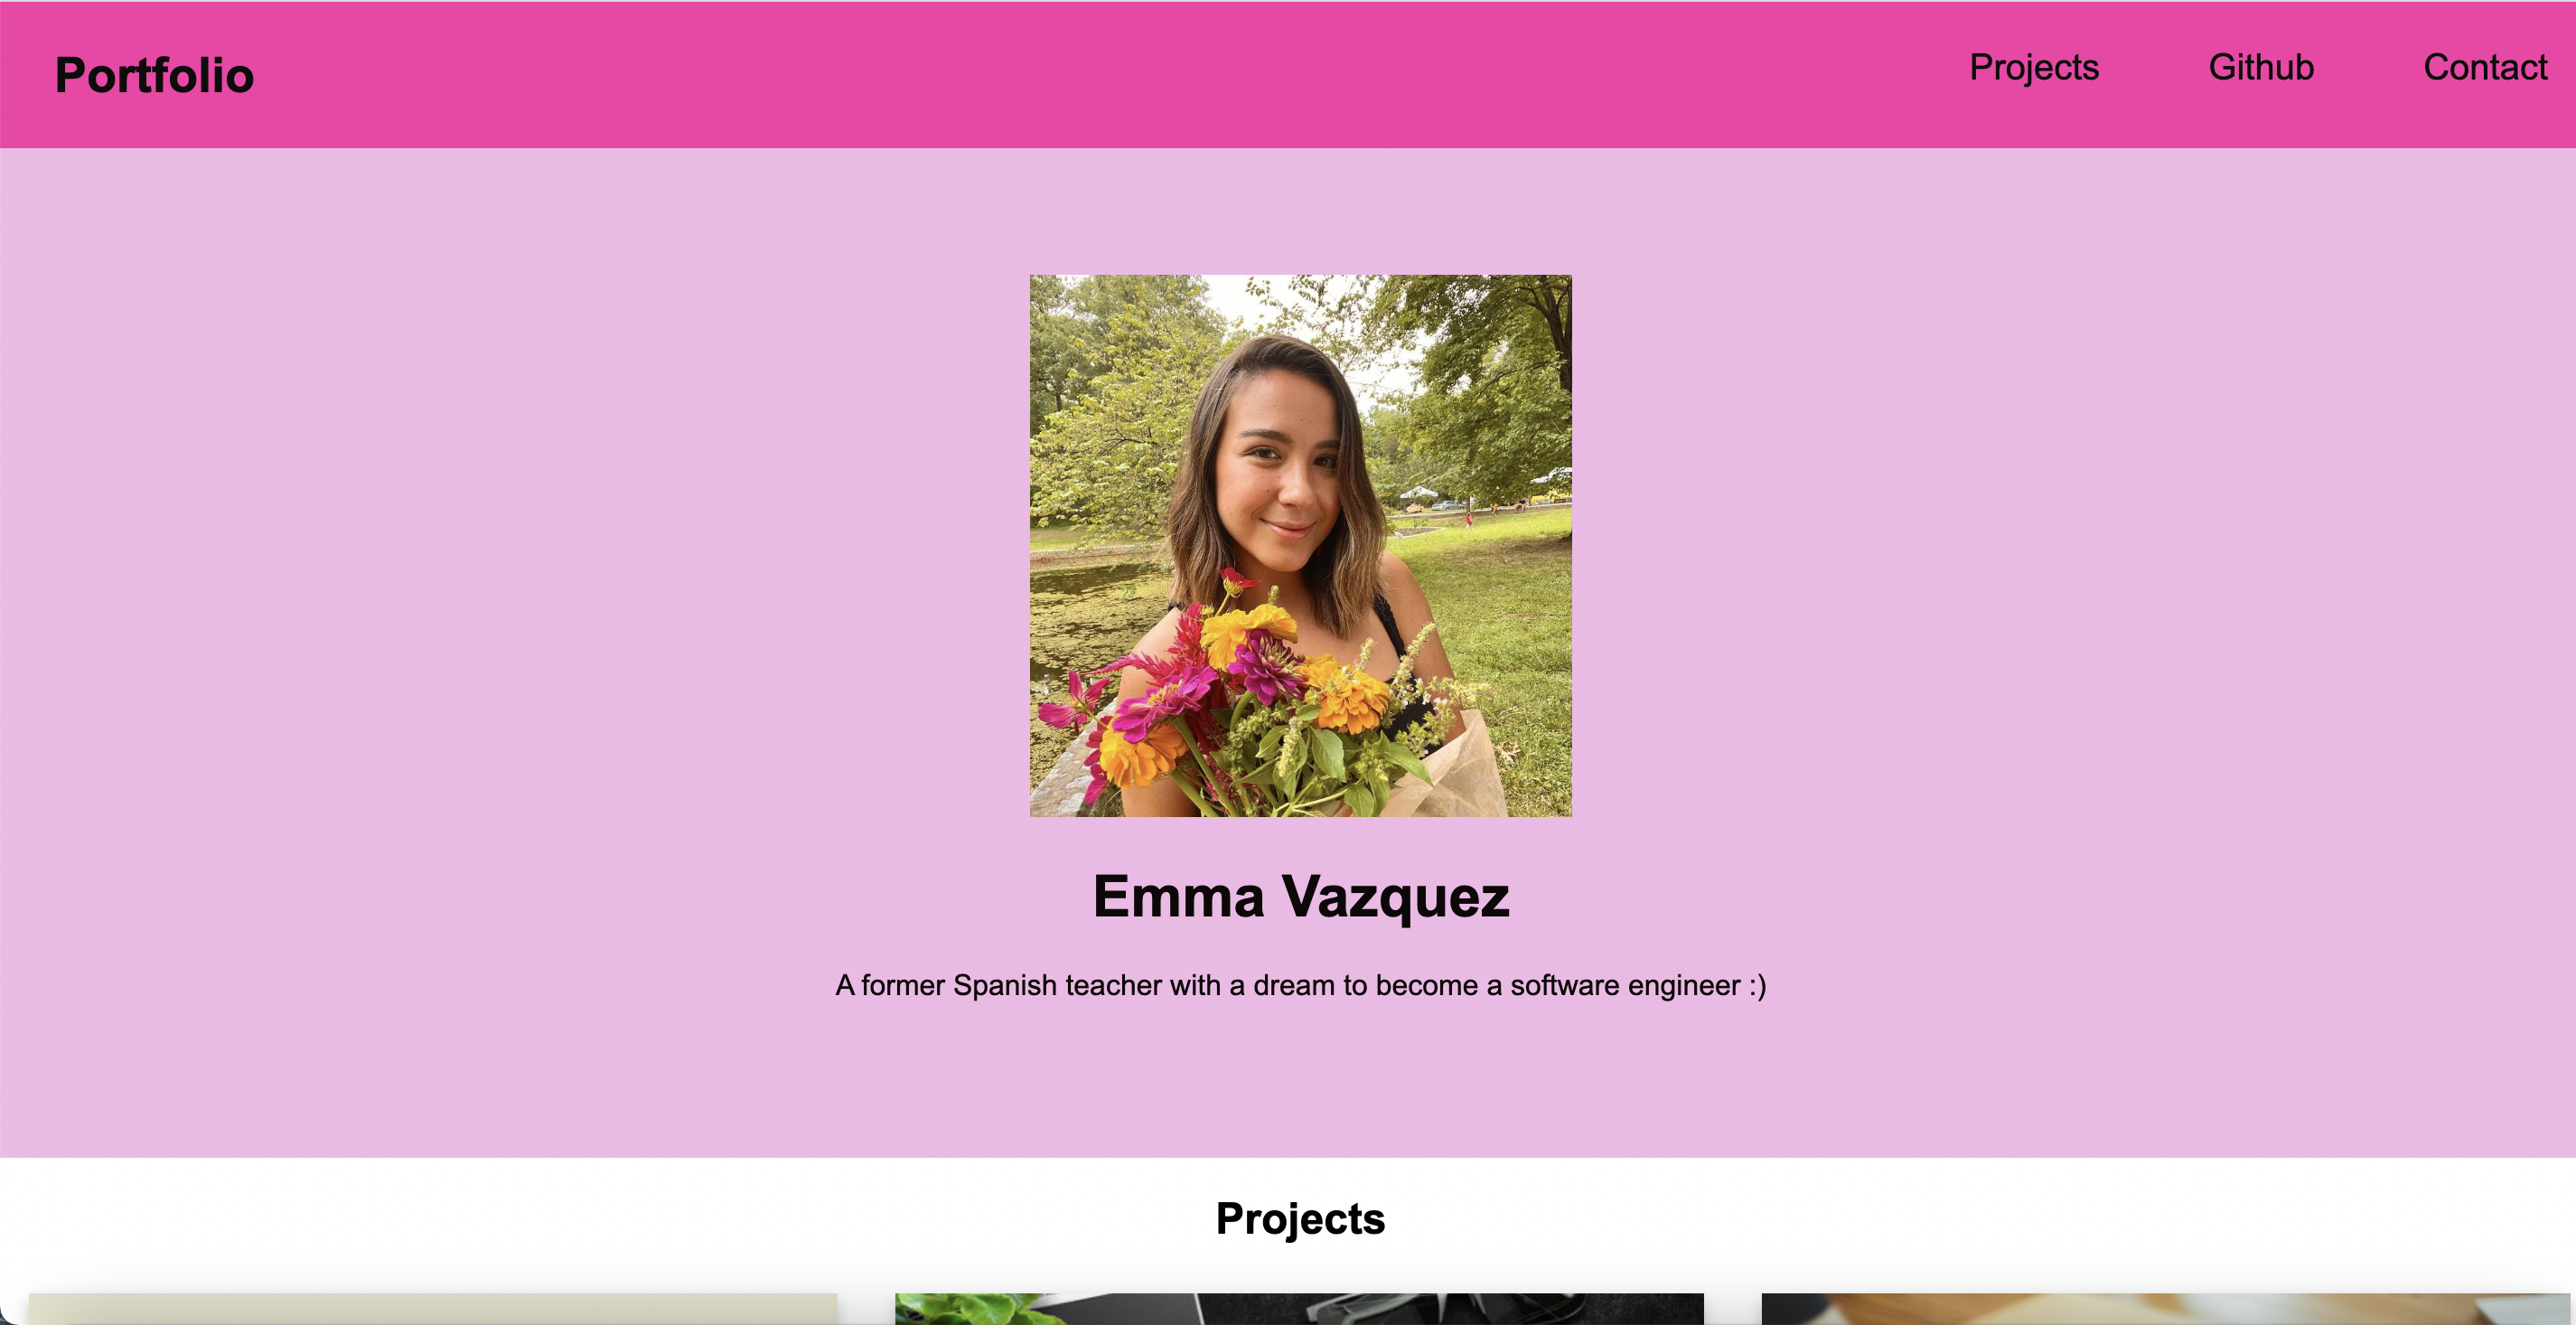 Portfolio
Projects
Github
Contact
Emma Vazquez
A former Spanish teacher with a dream to become a software engineer :)
Projects